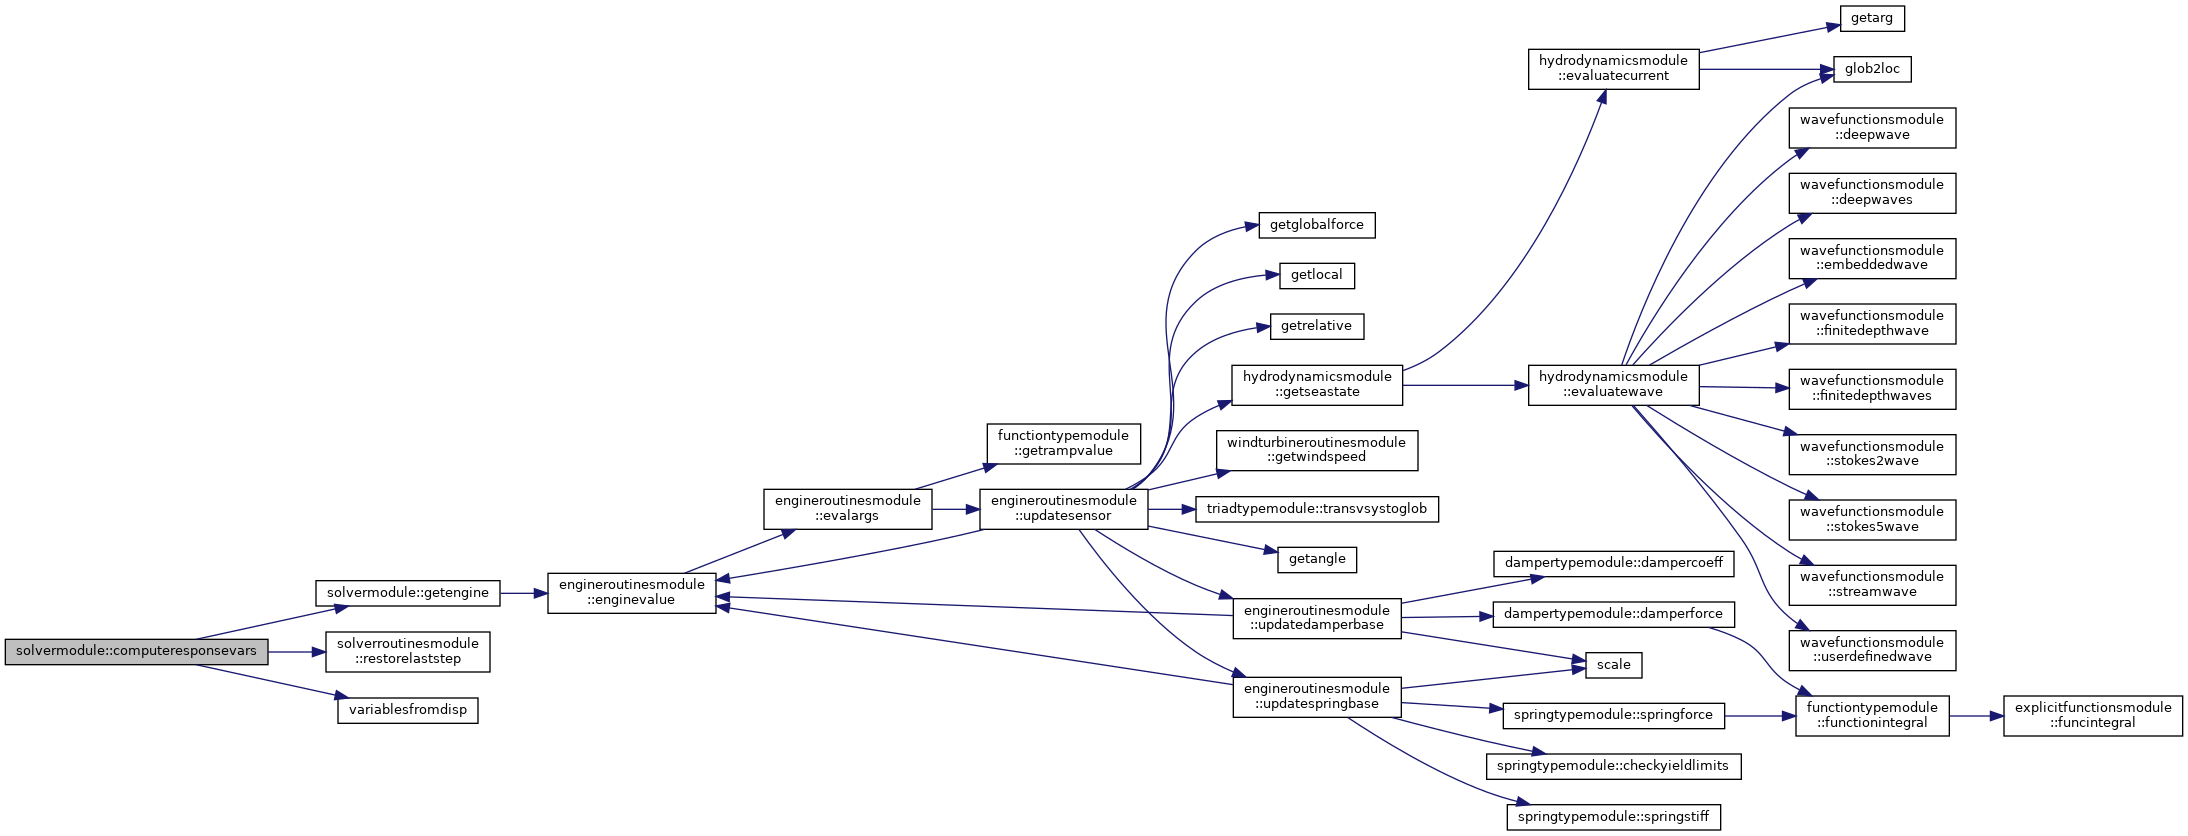 solvermodule::computeresponsevars
solvermodule::getengine
solverroutinesmodule
::restorelaststep
variablesfromdisp
engineroutinesmodule
::enginevalue
engineroutinesmodule
::evalargs
functiontypemodule
::getrampvalue
engineroutinesmodule
::updatesensor
getglobalforce
getlocal
getrelative
hydrodynamicsmodule
::getseastate
windturbineroutinesmodule
::getwindspeed
triadtypemodule::transvsystoglob
getangle
engineroutinesmodule
::updatedamperbase
engineroutinesmodule
::updatespringbase
hydrodynamicsmodule
::evaluatecurrent
hydrodynamicsmodule
::evaluatewave
dampertypemodule::dampercoeff
dampertypemodule::damperforce
scale
springtypemodule::springforce
springtypemodule::checkyieldlimits
springtypemodule::springstiff
getarg
glob2loc
wavefunctionsmodule
::deepwave
wavefunctionsmodule
::deepwaves
wavefunctionsmodule
::embeddedwave
wavefunctionsmodule
::finitedepthwave
wavefunctionsmodule
::finitedepthwaves
wavefunctionsmodule
::stokes2wave
wavefunctionsmodule
::stokes5wave
wavefunctionsmodule
::streamwave
wavefunctionsmodule
::userdefinedwave
functiontypemodule
::functionintegral
explicitfunctionsmodule
::funcintegral